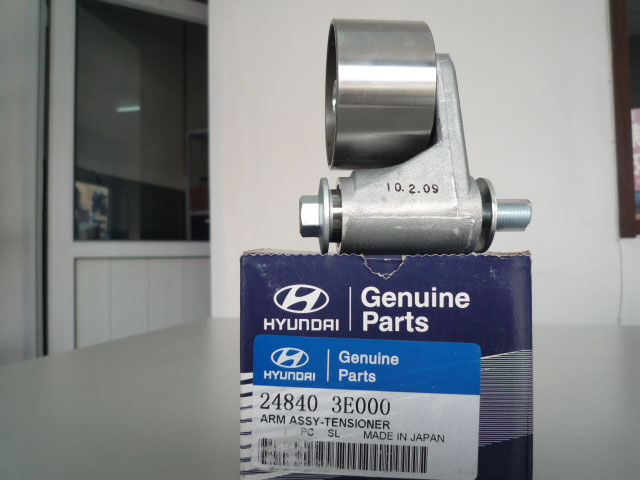 10.2.09
HYUNDAI
Genuine
Parts
HYUNDAI
Genuine
Parts
24840 3E000
ARM ASSY-TENSIONER
1 PC SL MADE IN JAPAN